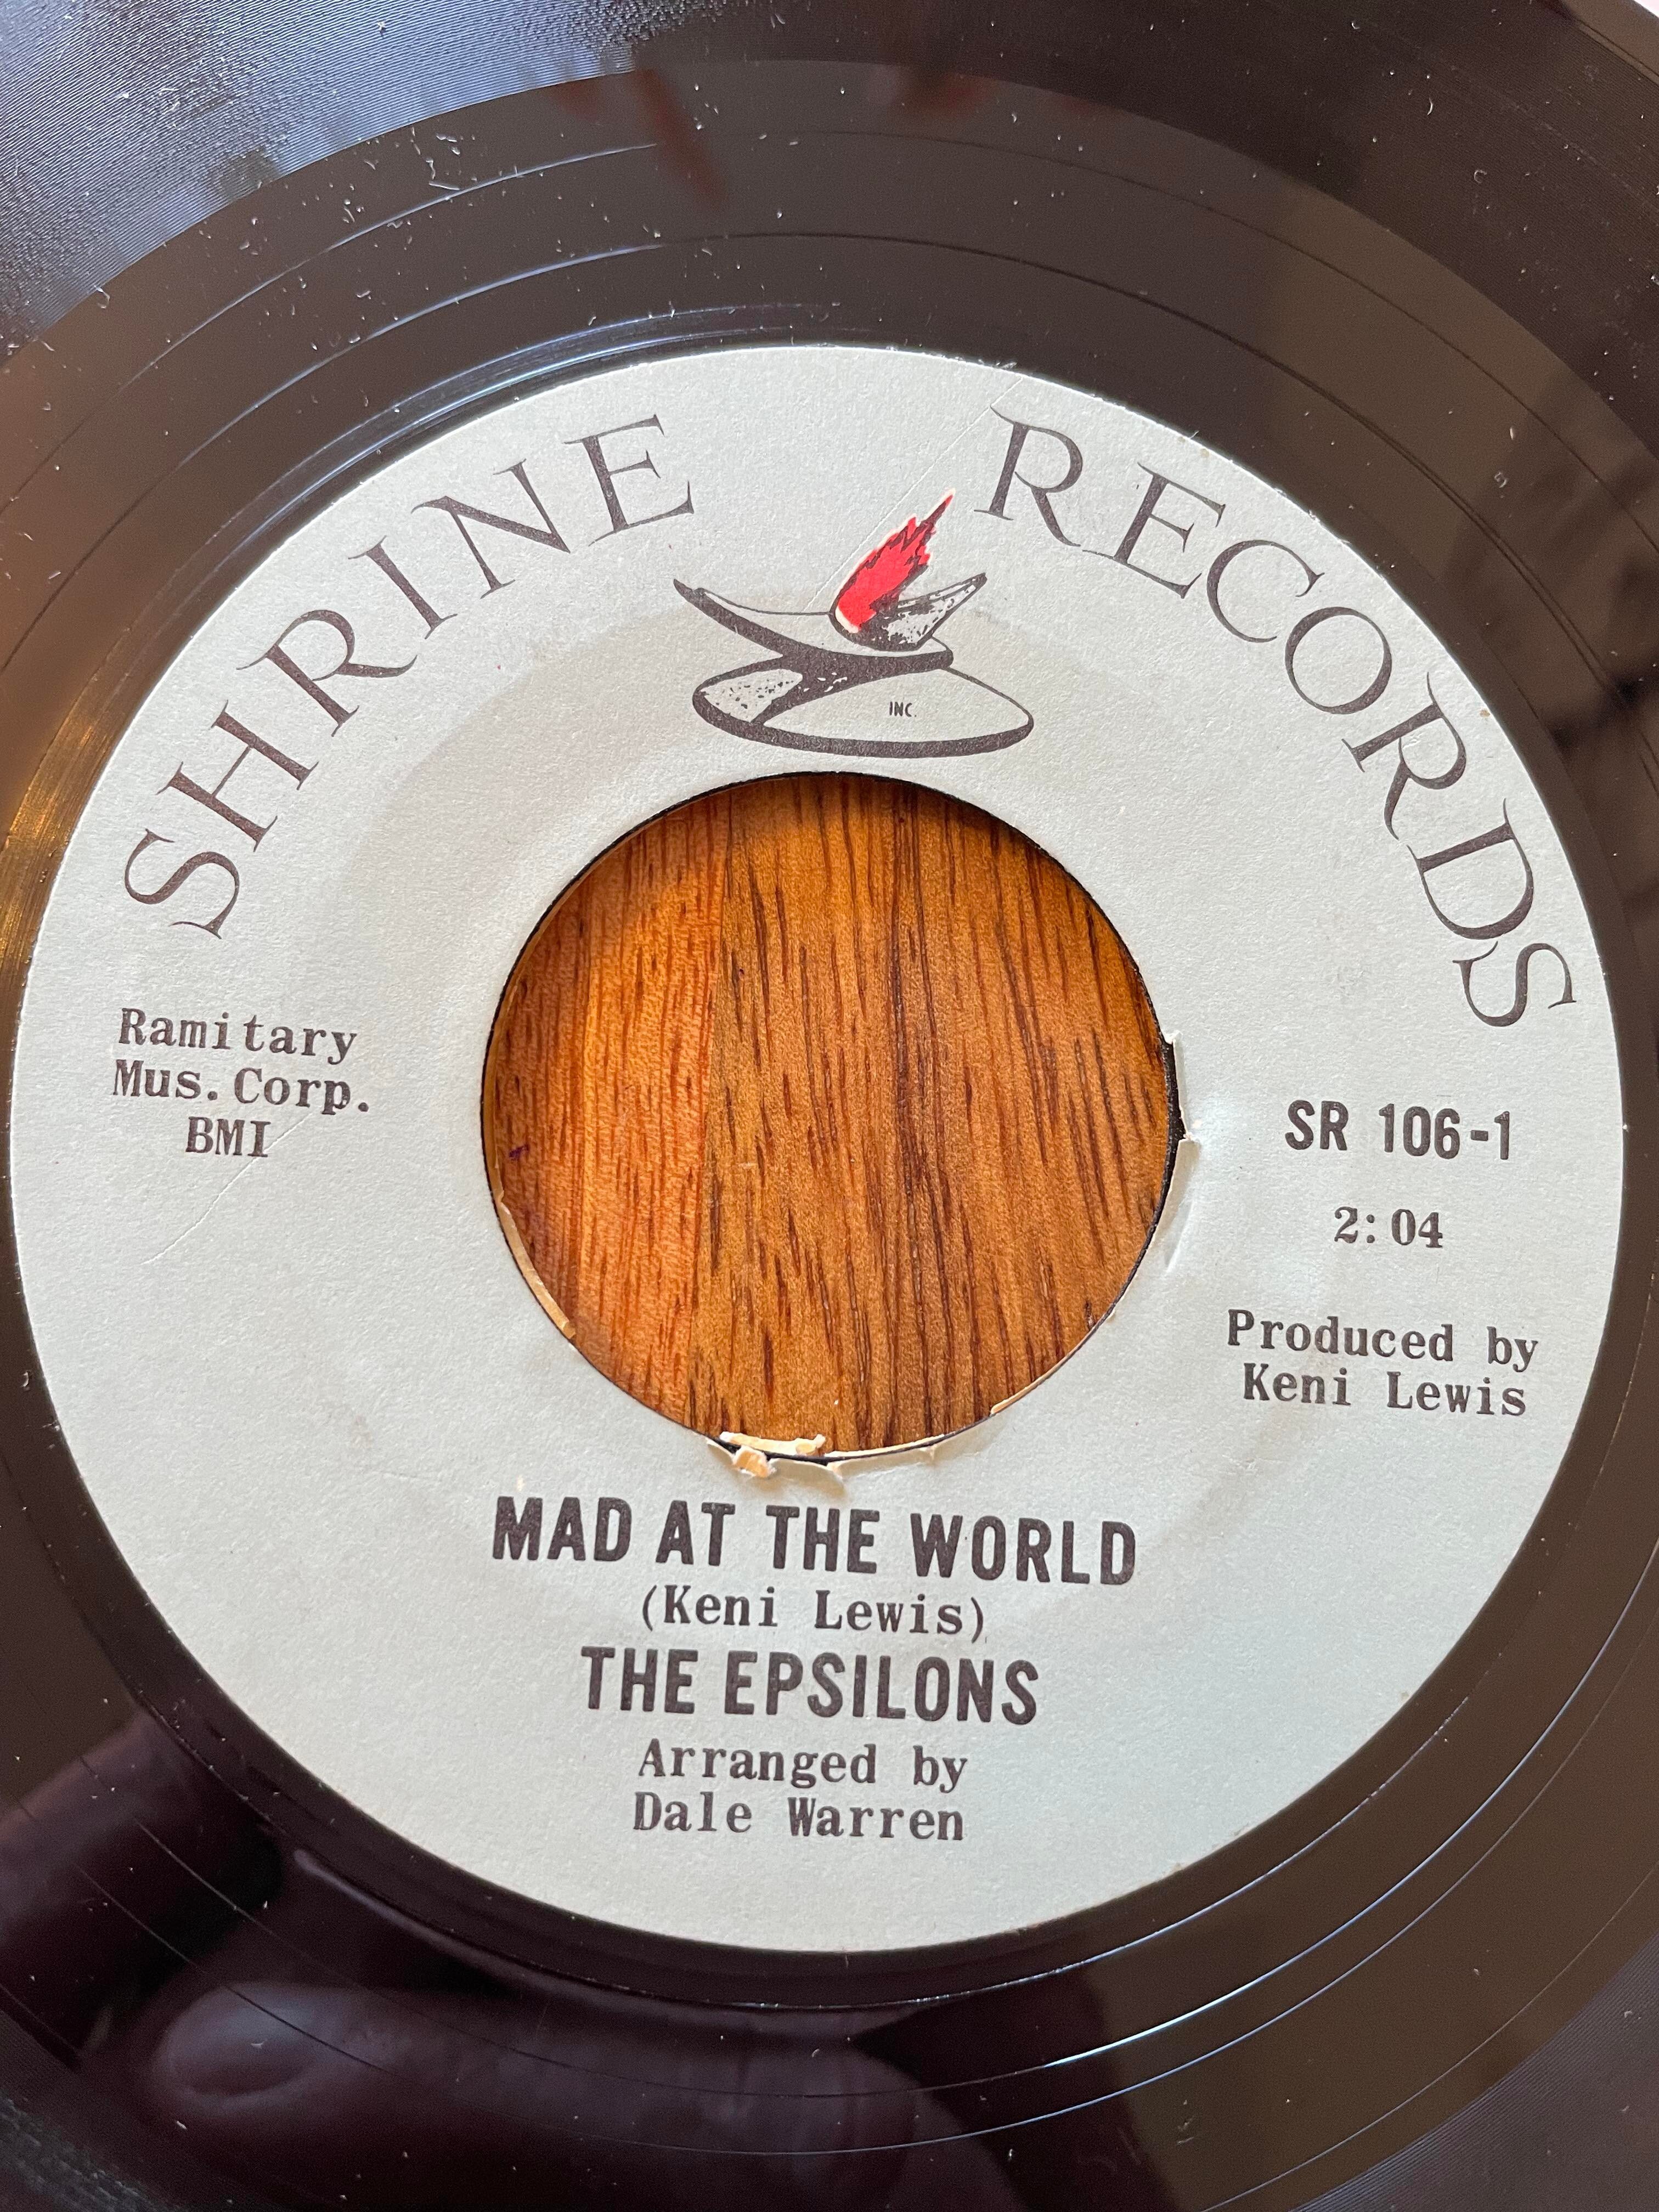 SHRINE RECORDS
INC.
Ramitary
Mus. Corp.
BMI
SR 106-1
2:04
Produced by
Keni Lewis
MAD AT THE WORLD
(Keni Lewis)
THE EPSILONS
Arranged by
Dale Warren